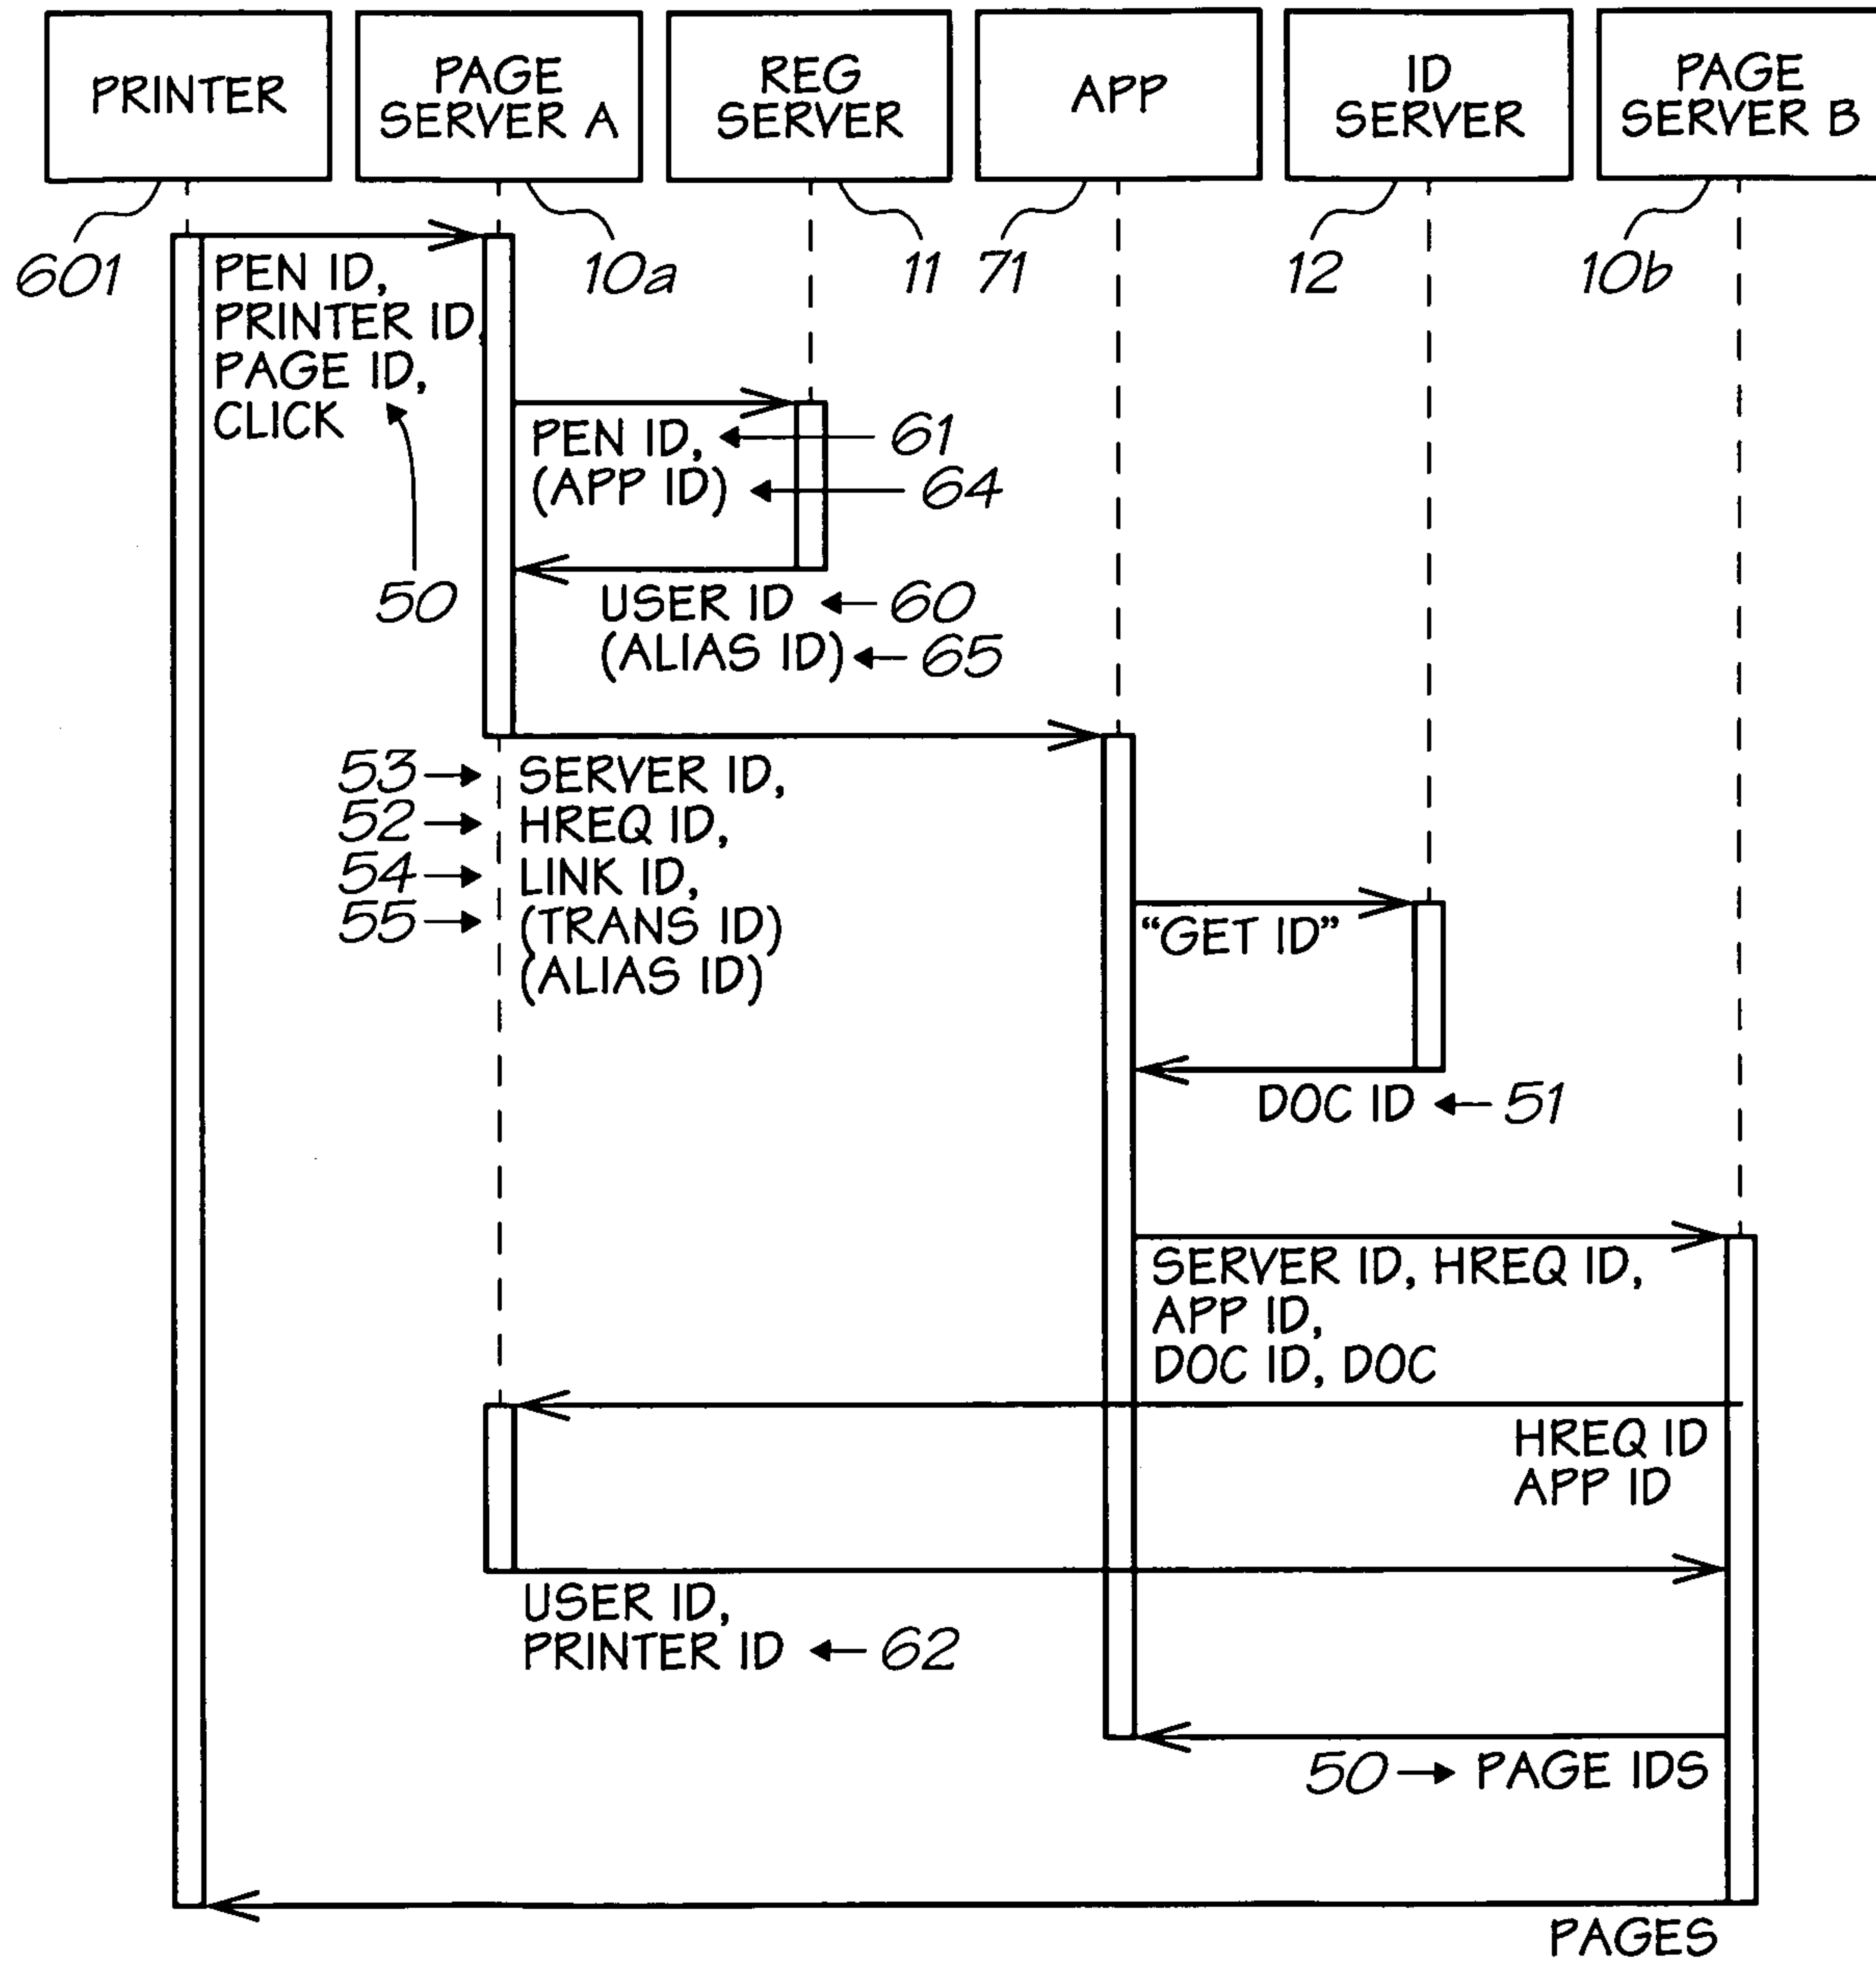 PRINTER
PAGE
SERVER A
REG
SERVER
APP
ID
SERVER
PAGE
SERVER B
601
10a
11
71
12
10b
PEN ID,
PRINTER ID,
PAGE ID,
CLICK
50
PEN ID,
(APP ID)
61
64
USER ID
(ALIAS ID)
60
65
53
52
54
55
SERVER ID,
HREQ ID,
LINK ID,
(TRANS ID)
(ALIAS ID)
“GET ID”
DOC ID
51
SERVER ID, HREQ ID,
APP ID,
DOC ID, DOC
HREQ ID
APP ID
USER ID,
PRINTER ID
62
50
PAGE IDS
PAGES